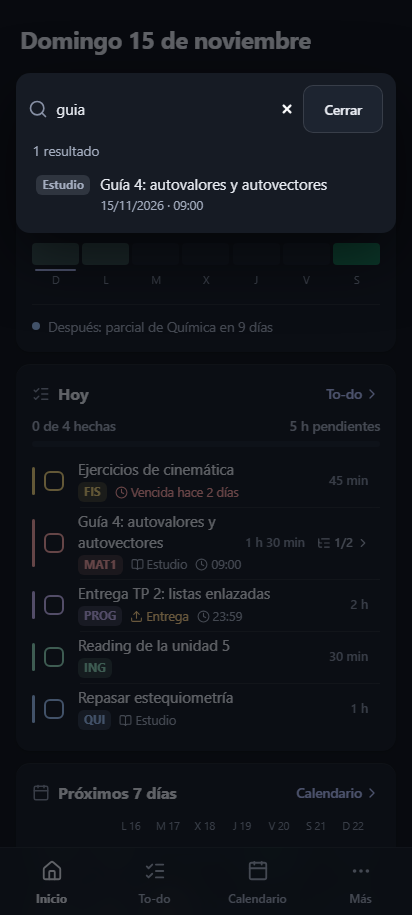 Domingo 15 de noviembre
guia
Cerrar
1 resultado
Estudio Guía 4: autovalores y autovectores
15/11/2026 · 09:00
D L M X J V S
Después: parcial de Química en 9 días
Hoy
To-do
0 de 4 hechas
5 h pendientes
Ejercicios de cinemática
45 min
FIS Vencida hace 2 días
Guía 4: autovalores y
autovectores
1 h 30 min 1/2
MAT1 Estudio 09:00
Entrega TP 2: listas enlazadas
2 h
PROG Entrega 23:59
Reading de la unidad 5
30 min
ING
Repasar estequiometría
1 h
QUI Estudio
Próximos 7 días
Calendario
L 16 M 17 X 18 J 19 V 20 S 21 D 22
Inicio To-do Calendario Más